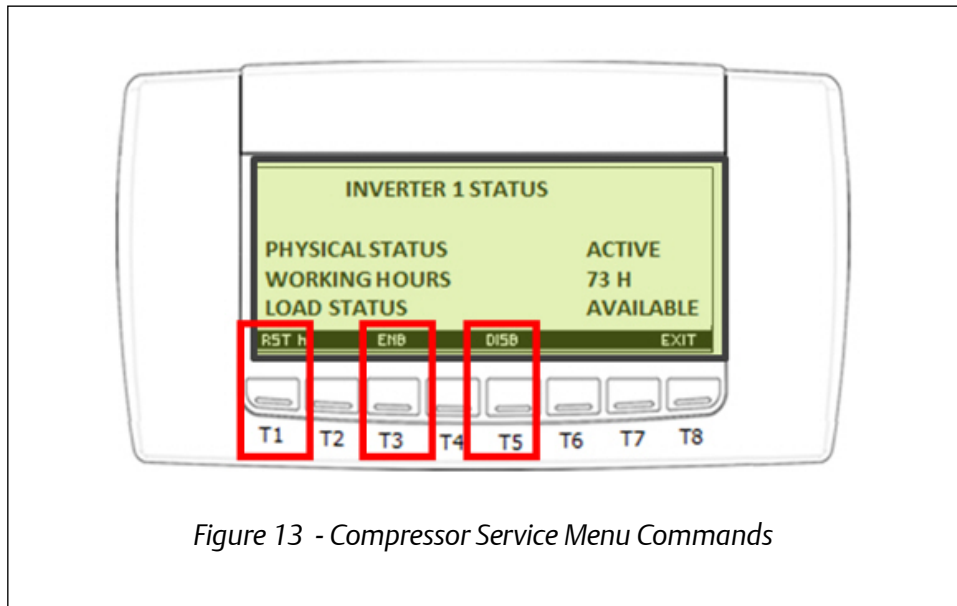 INVERTER 1 STATUS
PHYSICAL STATUS ACTIVE
WORKING HOURS 73 H
LOAD STATUS AVAILABLE
RST h ENB DISB EXIT
T1 T2 T3 T4 T5 T6 T7 T8
Figure 13 - Compressor Service Menu Commands